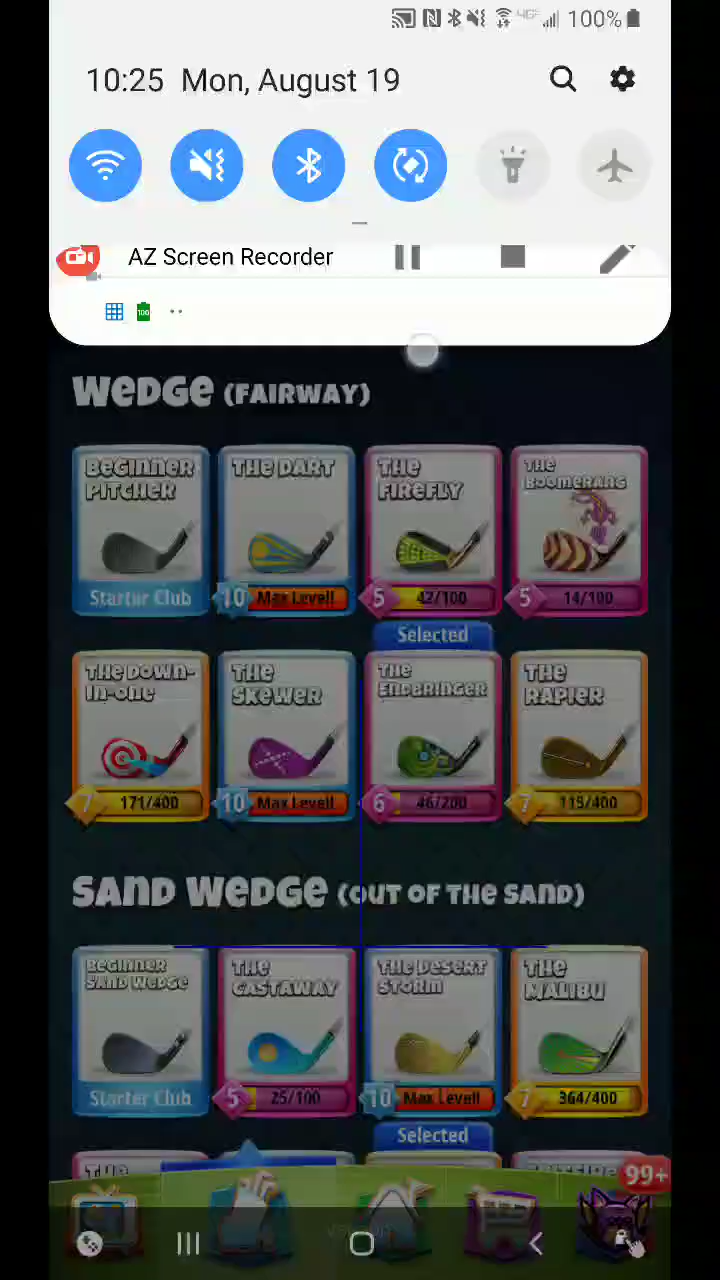 100%
10:25 Mon, August 19
AZ Screen Recorder
100
WEDGE (FAIRWAY)
BEGINNER PITCHER
THE DART
THE FIREFLY
THE BOOMERANG
Starter Club
10 Max Level!
5 42/100
5 14/100
Selected
THE DOWN-IN-ONE
THE SKEWER
THE ENDBRINGER
THE RAPIER
7 171/400
10 Max Level!
6 46/200
7 115/400
SAND WEDGE (OUT OF THE SAND)
BEGINNER SAND WEDGE
THE CASTAWAY
THE DESERT STORM
THE MALIBU
Starter Club
5 25/100
10 Max Level!
7 364/400
Selected
THE
SPITFIRE
99+